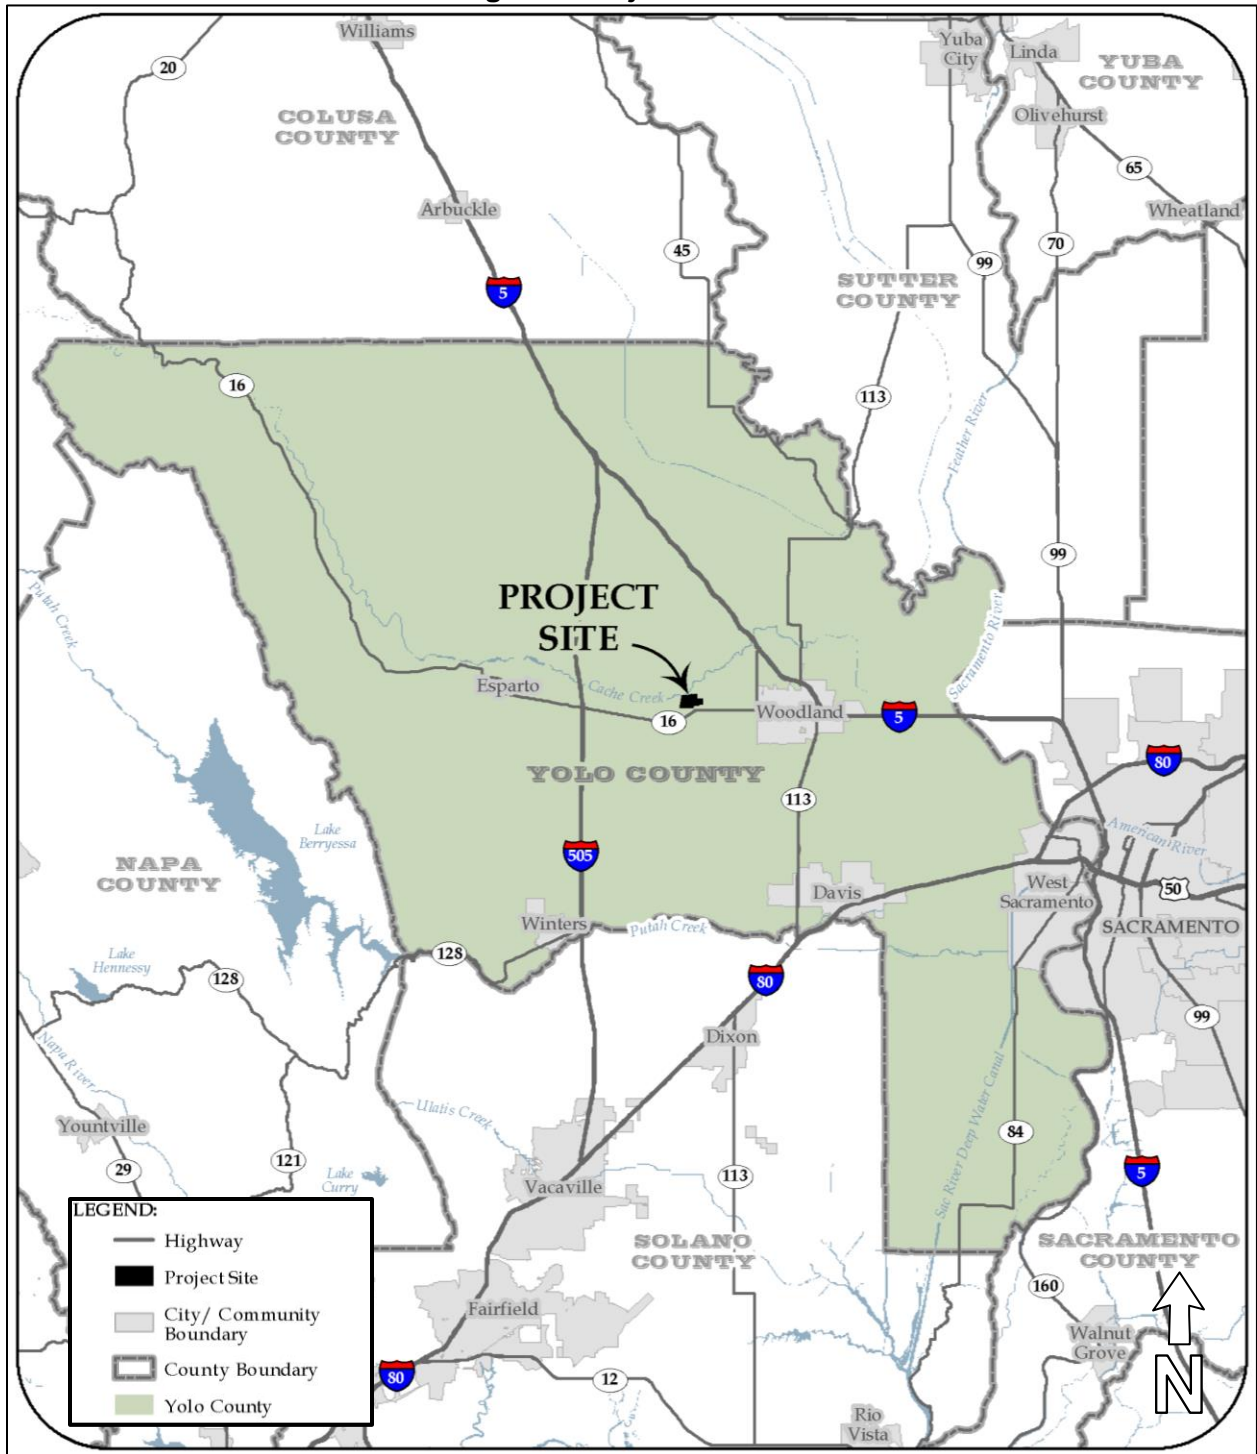 Williams
20
COLUSA
COUNTY
Yuba
City
Linda
YUBA
COUNTY
Olivehurst
65
Arbuckle
Wheatland
45
99
70
5
SUTTER
COUNTY
16
113
Feather River
99
Putah Creek
PROJECT
SITE
Sacramento River
Esparto
Cache Creek
16
Woodland
5
YOLO COUNTY
80
113
Lake
Berryessa
American River
NAPA
COUNTY
505
Davis
West
Sacramento
50
Winters
Putah Creek
SACRAMENTO
128
Lake
Hennessy
128
80
Dixon
99
Napa River
Ulatis Creek
Sac River Deep Water Canal
Yountville
84
29
121
Lake
Curry
Vacaville
113
5
SOLANO
COUNTY
SACRAMENTO
COUNTY
160
Fairfield
Walnut
Grove
80
12
Rio
Vista
N
LEGEND:
Highway
Project Site
City/ Community
Boundary
County Boundary
Yolo County